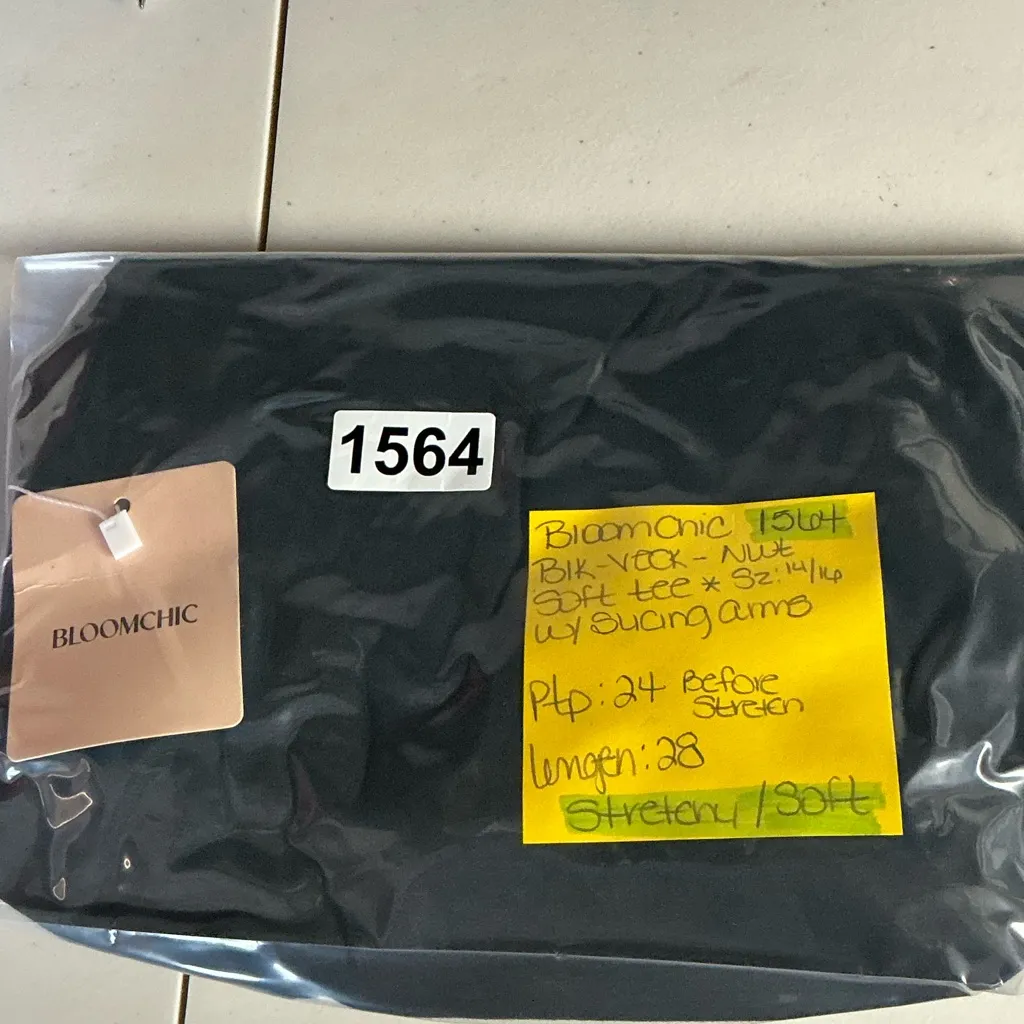 1564
BLOOMCHIC
Bloomchic 1564
Blk-Veck - NWt
Soft tee * Sz: 14/16
w/ Slicing arms
Ptp: 24 Before
Stretch
Length: 28
Stretchy / Soft